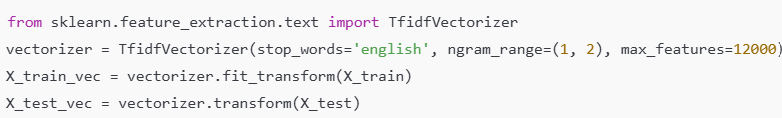 from sklearn.feature_extraction.text import TfidfVectorizer
vectorizer = TfidfVectorizer(stop_words='english', ngram_range=(1, 2), max_features=12000)
X_train_vec = vectorizer.fit_transform(X_train)
X_test_vec = vectorizer.transform(X_test)